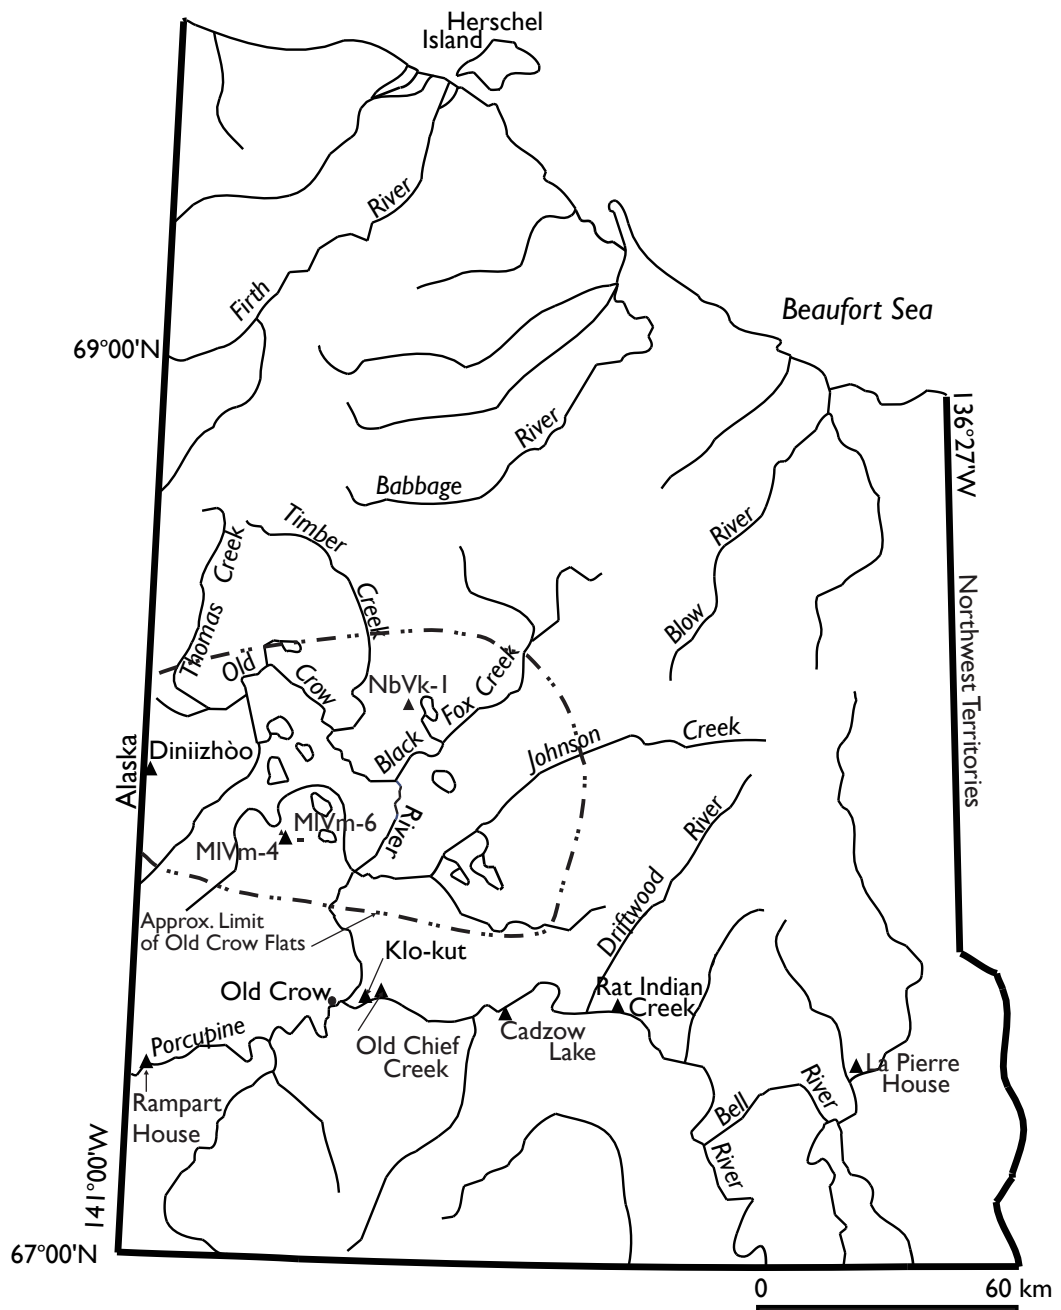 Herschel
Island
River
Firth
Beaufort Sea
69°00'N
136°27'W
River
Babbage
Timber
Creek
Thomas
Creek
River
Blow
Northwest Territories
Old
Crow
NbVk-1
Fox Creek
Black
Johnson
Creek
Alaska
Diniizhòo
River
MlVm-6
MlVm-4
River
Driftwood
Approx. Limit
of Old Crow Flats
Klo-kut
Old Crow
Rat Indian
Creek
Porcupine
Old Chief
Creek
Cadzow
Lake
La Pierre
House
Rampart
House
Bell
River
River
141°00'W
67°00'N
0
60 km